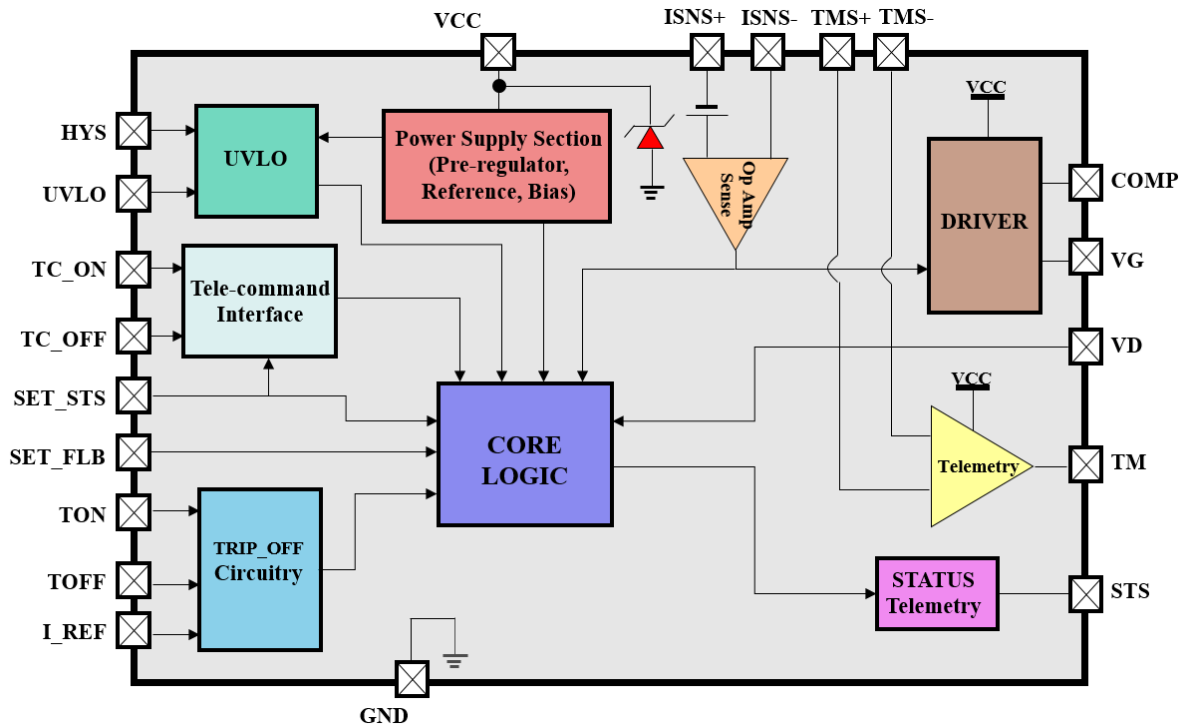 VCC
ISNS+
ISNS-
TMS+
TMS-
HYS
UVLO
TC_ON
TC_OFF
SET_STS
SET_FLB
TON
TOFF
I_REF
UVLO
Power Supply Section
(Pre-regulator,
Reference, Bias)
Op Amp
Sense
VCC
DRIVER
COMP
VG
Tele-command
Interface
VD
CORE
LOGIC
VCC
Telemetry
TM
TRIP_OFF
Circuitry
STATUS
Telemetry
STS
GND